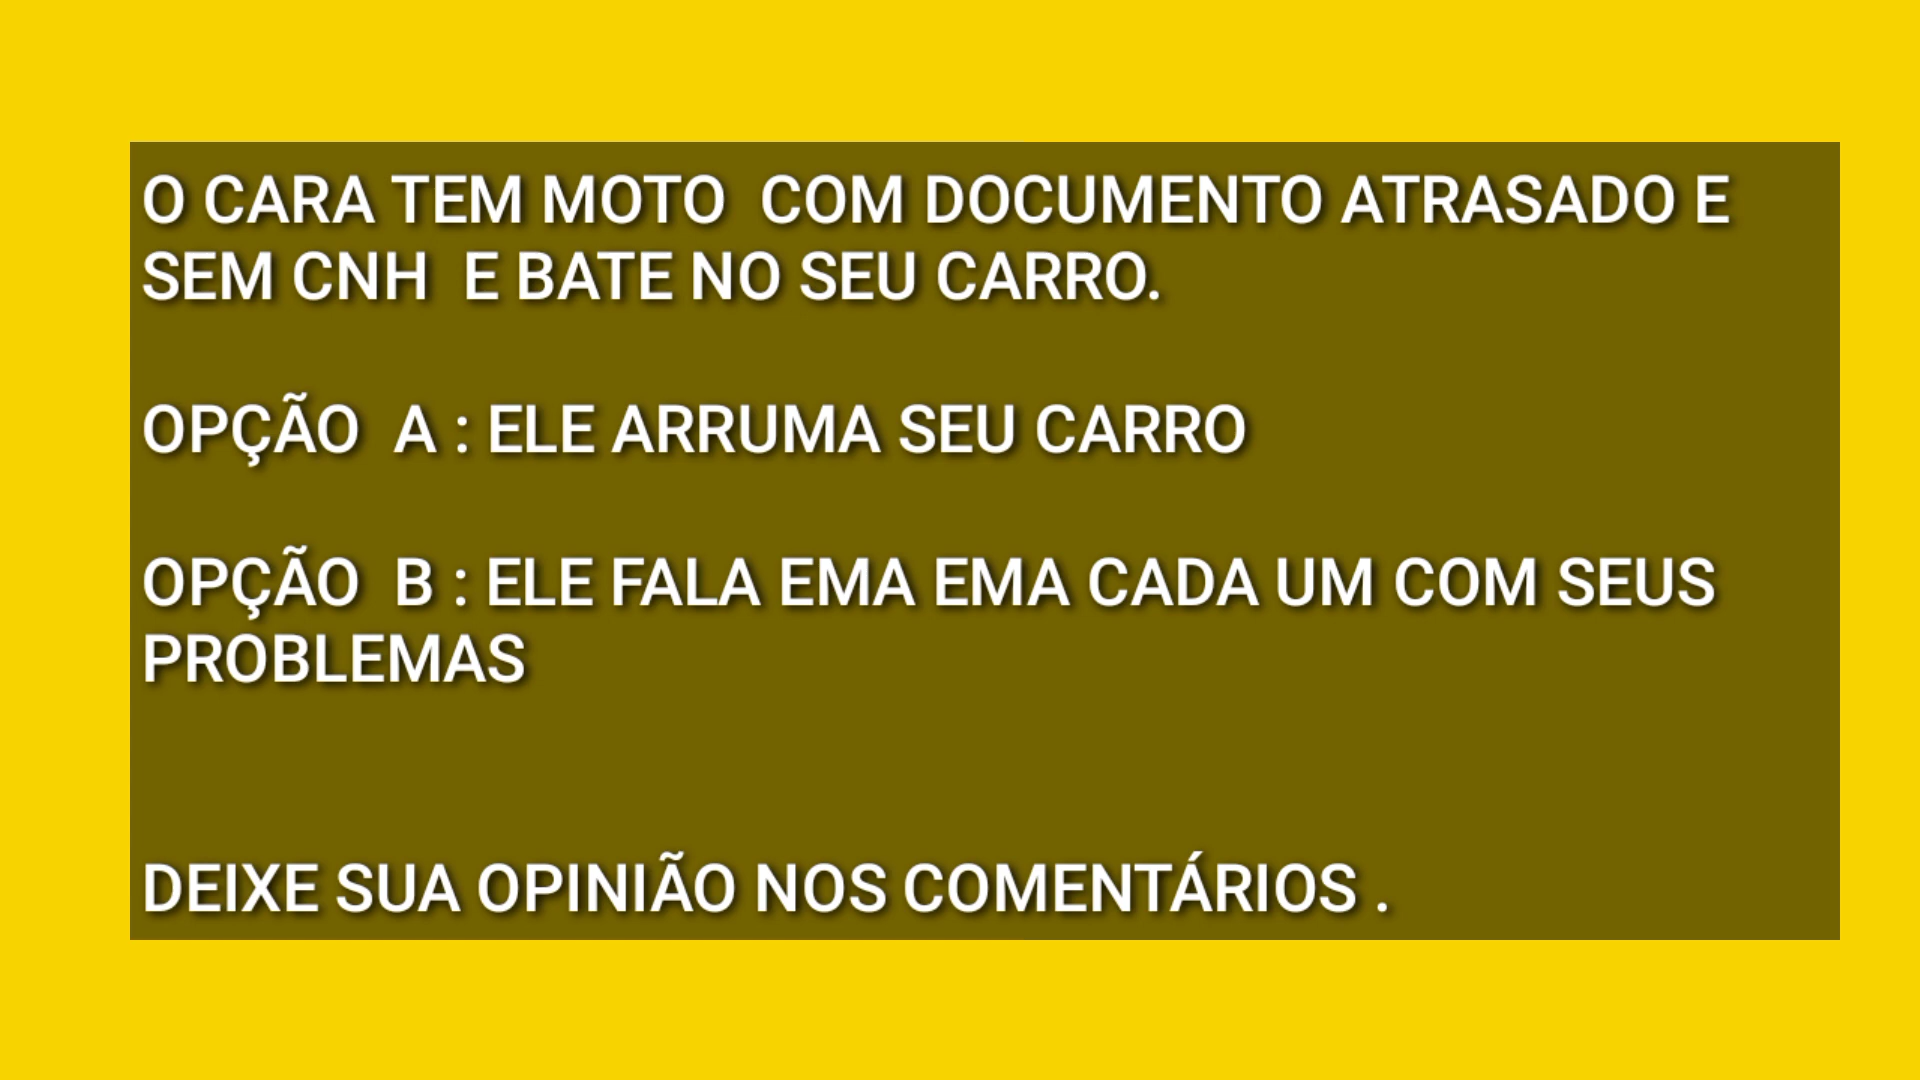 O CARA TEM MOTO  COM DOCUMENTO ATRASADO E
SEM CNH  E BATE NO SEU CARRO.
OPÇÃO  A : ELE ARRUMA SEU CARRO
OPÇÃO  B : ELE FALA EMA EMA CADA UM COM SEUS
PROBLEMAS
DEIXE SUA OPINIÃO NOS COMENTÁRIOS .